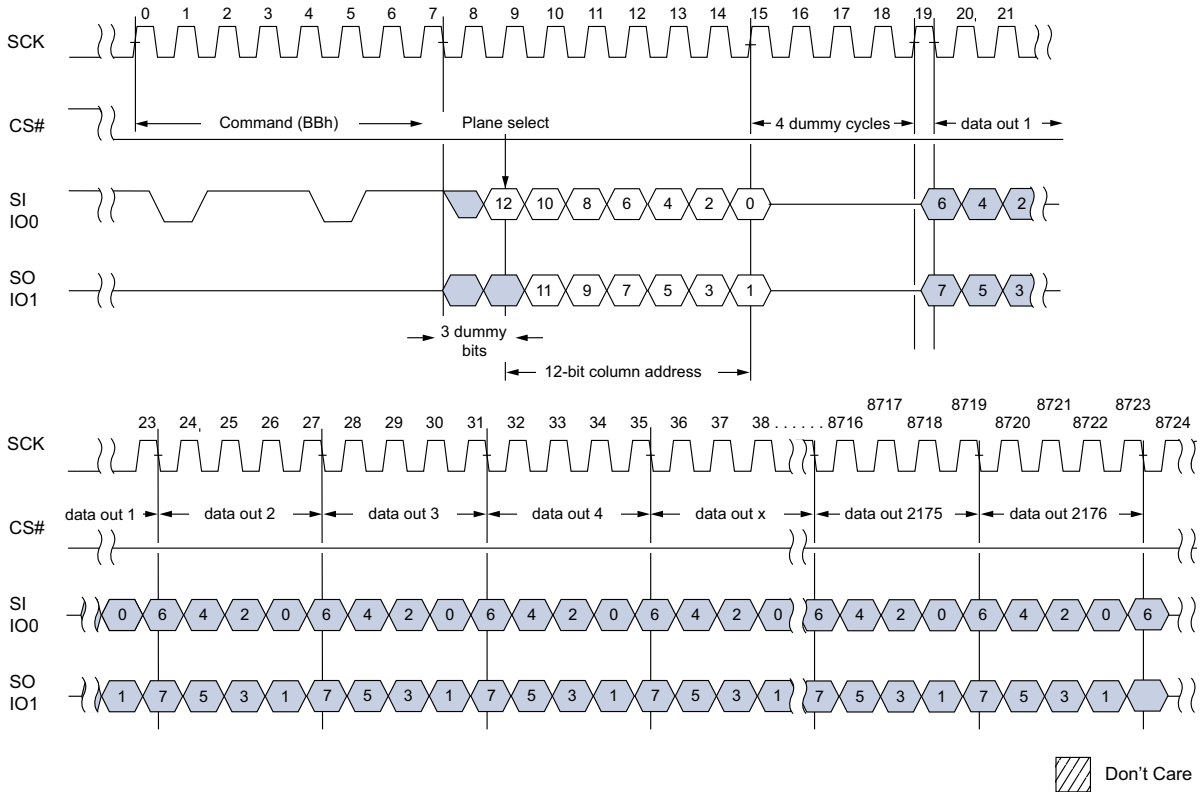 0 1 2 3 4 5 6 7 8 9 10 11 12 13 14 15 16 17 18 19 20, 21
SCK
CS#
Command (BBh)
Plane select
4 dummy cycles
data out 1
SI
IO0
12 10 8 6 4 2 0 6 4 2
SO
IO1
11 9 7 5 3 1 7 5 3
3 dummy
bits
12-bit column address
8717 8719 8721 8723
23 24, 25 26 27 28 29 30 31 32 33 34 35 36 37 38 . . . . . . 8716 8718 8720 8722 8724
SCK
data out 1 data out 2 data out 3 data out 4 data out x data out 2175 data out 2176
CS#
SI
IO0
0 6 4 2 0 6 4 2 0 6 4 2 0 6 4 2 0 6 4 2 0 6 4 2 0 6
SO
IO1
1 7 5 3 1 7 5 3 1 7 5 3 1 7 5 3 1 7 5 3 1 7 5 3 1
Don't Care